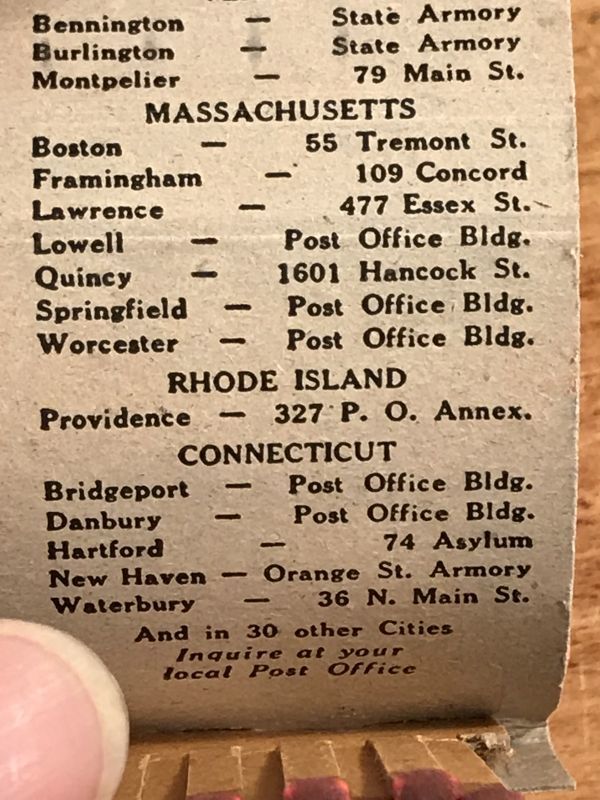 Bennington — State Armory
Burlington — State Armory
Montpelier — 79 Main St.
MASSACHUSETTS
Boston — 55 Tremont St.
Framingham — 109 Concord
Lawrence — 477 Essex St.
Lowell — Post Office Bldg.
Quincy — 1601 Hancock St.
Springfield — Post Office Bldg.
Worcester — Post Office Bldg.
RHODE ISLAND
Providence — 327 P. O. Annex.
CONNECTICUT
Bridgeport — Post Office Bldg.
Danbury — Post Office Bldg.
Hartford — 74 Asylum
New Haven — Orange St. Armory
Waterbury — 36 N. Main St.
And in 30 other Cities
Inquire at your
local Post Office